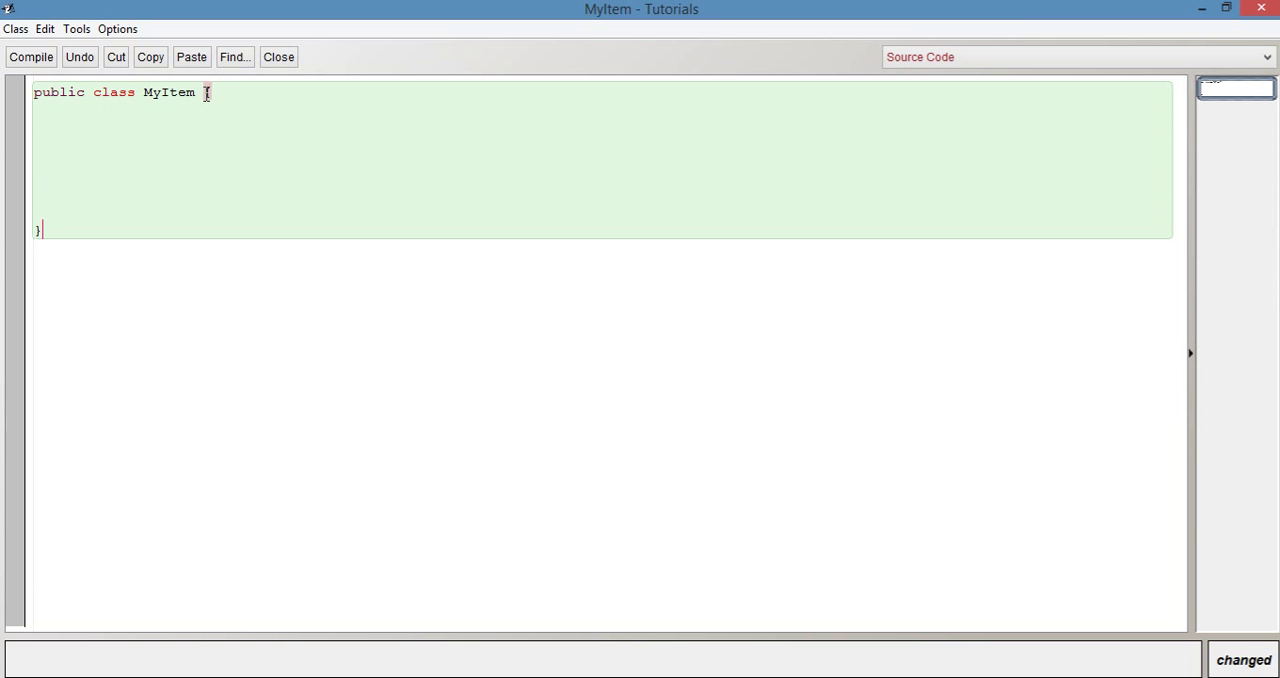 MyItem - Tutorials
Class Edit Tools Options
Compile Undo Cut Copy Paste Find... Close Source Code
public class MyItem {
}
changed